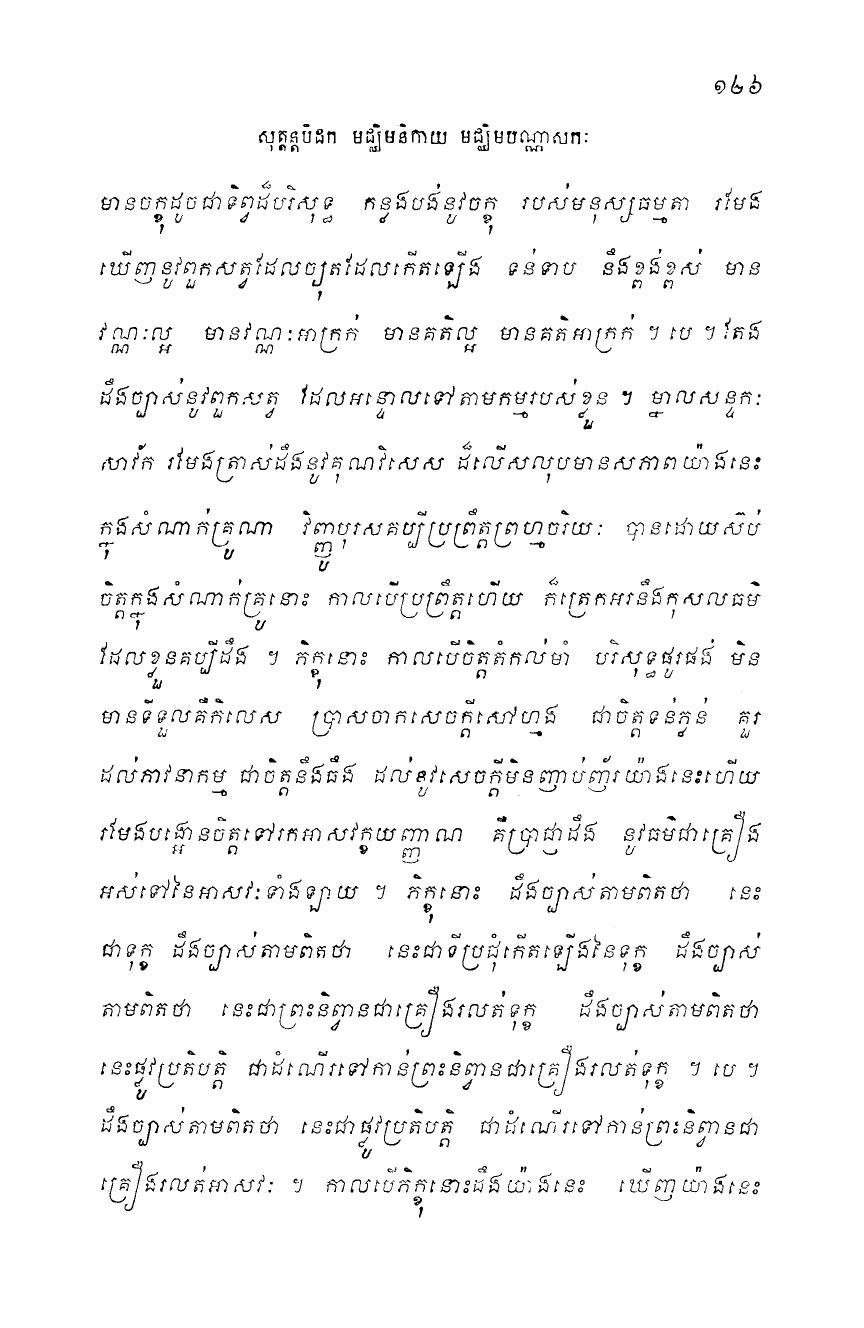 ១២៦
សុត្តន្តបិដក មជ្ឈិមនិកាយ មជ្ឈិមបណ្ណាសកៈ
មានចក្ខុដូចជាទិព្វដ៏បរិសុទ្ធ កន្លងបង់នូវចក្ខុ របស់មនុស្សធម្មតា រមែង
ឃើញនូវពួកសត្វដែលច្យុតដែលកើតឡើង ទន់ទាប នឹងខ្ពង់ខ្ពស់ មាន
វណ្ណៈល្អ មានវណ្ណៈអាក្រក់ មានគតិល្អ មានគតិអាក្រក់ ។ បេ ។ តែង
ដឹងច្បាស់នូវពួកសត្វ ដែលអន្ទោលទៅតាមកម្មរបស់ខ្លួន ។ ម្នាលសន្ទកៈ
សាវ័ក រមែងត្រាស់ដឹងនូវគុណវិសេស ដ៏លើសលុបមានសភាពយ៉ាងនេះ
ក្នុងសំណាក់គ្រូណា វិញ្ញូបុរសគប្បីប្រព្រឹត្តព្រហ្មចរិយៈ បានដោយស៊ប់
ចិត្តក្នុងសំណាក់គ្រូនោះ កាលបើប្រព្រឹត្តហើយ ក៏ត្រេកអរនឹងកុសលធម៌
ដែលខ្លួនគប្បីដឹង ។ ភិក្ខុនោះ កាលបើចិត្តតំកល់មាំ បរិសុទ្ធផូរផង់ មិន
មានទីទួលគឺកិលេស ប្រាសចាកសេចក្តីសៅហ្មង ជាចិត្តទន់ភ្លន់ គួរ
ដល់ភាវនាកម្ម ជាចិត្តនឹងធឹង ដល់នូវសេចក្តីមិនញាប់ញ័រយ៉ាងនេះហើយ
រមែងបង្អោនចិត្តទៅរកអាសវក្ខយញ្ញាណ គឺប្រាជ្ញាដឹង នូវធម៌ជាគ្រឿង
អស់ទៅនៃអាសវៈទាំងឡាយ ។ ភិក្ខុនោះ ដឹងច្បាស់តាមពិតថា នេះ
ជាទុក្ខ ដឹងច្បាស់តាមពិតថា នេះជាទីប្រជុំកើតឡើងនៃទុក្ខ ដឹងច្បាស់
តាមពិតថា នេះជាព្រះនិព្វានជាគ្រឿងរលត់ទុក្ខ ដឹងច្បាស់តាមពិតថា
នេះផ្លូវប្រតិបត្តិ ជាដំណើរទៅកាន់ព្រះនិព្វានជាគ្រឿងរលត់ទុក្ខ ។ បេ ។
ដឹងច្បាស់តាមពិតថា នេះជាផ្លូវប្រតិបត្តិ ជាដំណើរទៅកាន់ព្រះនិព្វានជា
គ្រឿងរលត់អាសវៈ ។ កាលបើភិក្ខុនោះដឹងយ៉ាងនេះ ឃើញយ៉ាងនេះ